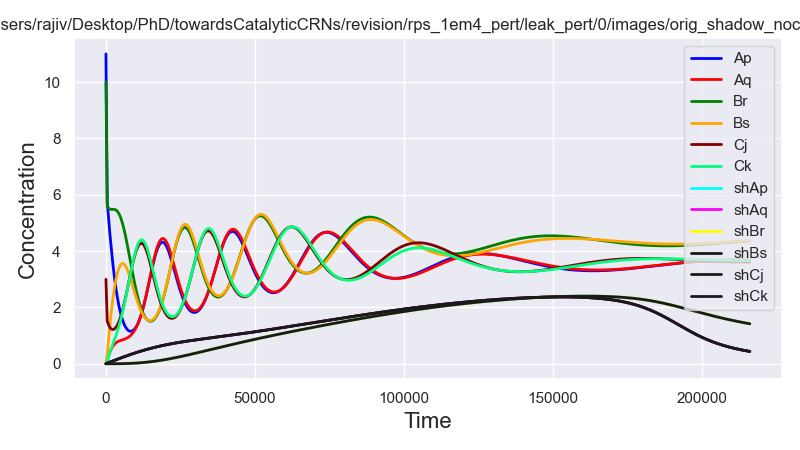 sers/rajiv/Desktop/PhD/towardsCatalyticCRNs/revision/rps_1em4_pert/leak_pert/0/images/orig_shadow_noc
Concentration
10
8
6
4
2
0
0
50000
100000
150000
200000
Time
Ap
Aq
Br
Bs
Cj
Ck
shAp
shAq
shBr
shBs
shCj
shCk